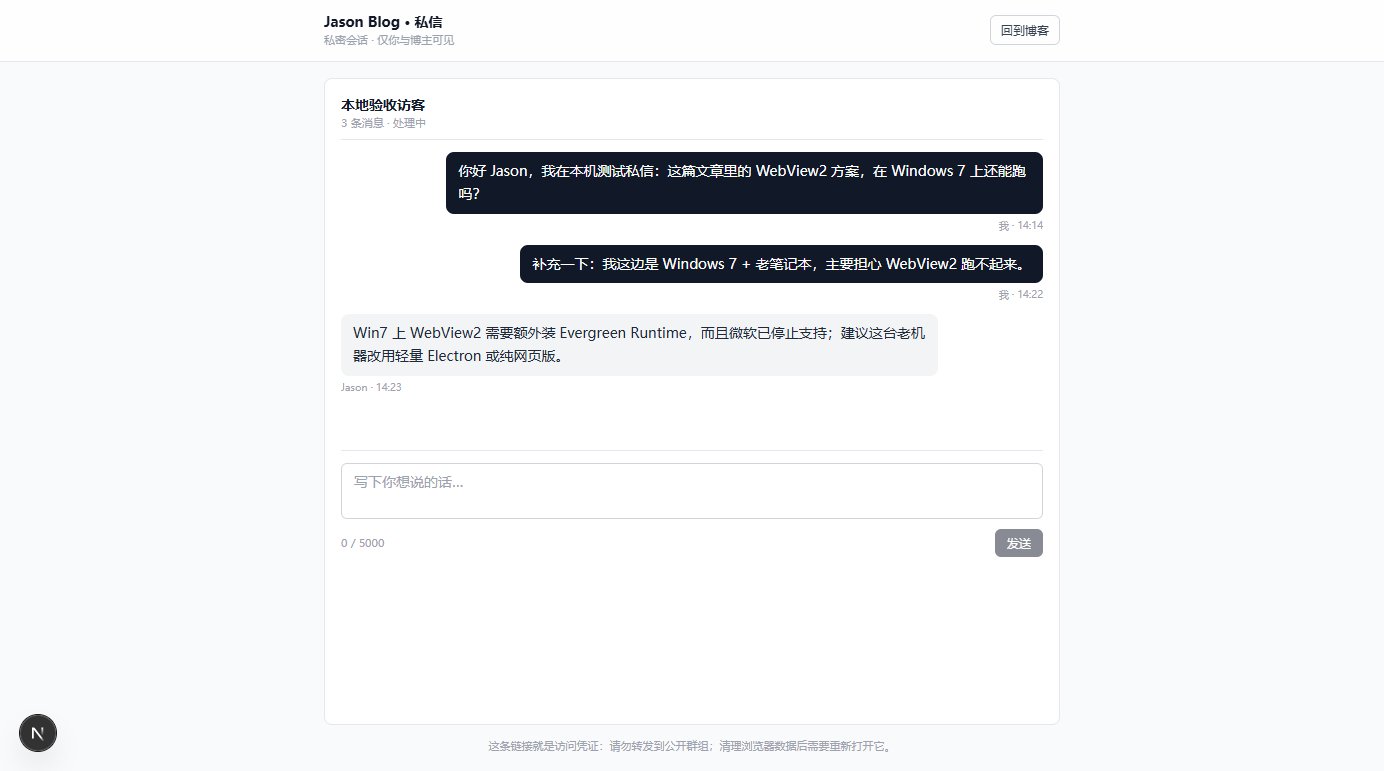 Jason Blog • 私信
私密会话 · 仅你与博主可见
回到博客
本地验收访客
3 条消息 · 处理中
你好 Jason，我在本机测试私信：这篇文章里的 WebView2 方案，在 Windows 7 上还能跑
吗？
我 · 14:14
补充一下：我这边是 Windows 7 + 老笔记本，主要担心 WebView2 跑不起来。
我 · 14:22
Win7 上 WebView2 需要额外装 Evergreen Runtime，而且微软已停止支持；建议这台老机
器改用轻量 Electron 或纯网页版。
Jason · 14:23
写下你想说的话...
0 / 5000
发送
N
这条链接就是访问凭证：请勿转发到公开群组；清理浏览器数据后需要重新打开它。